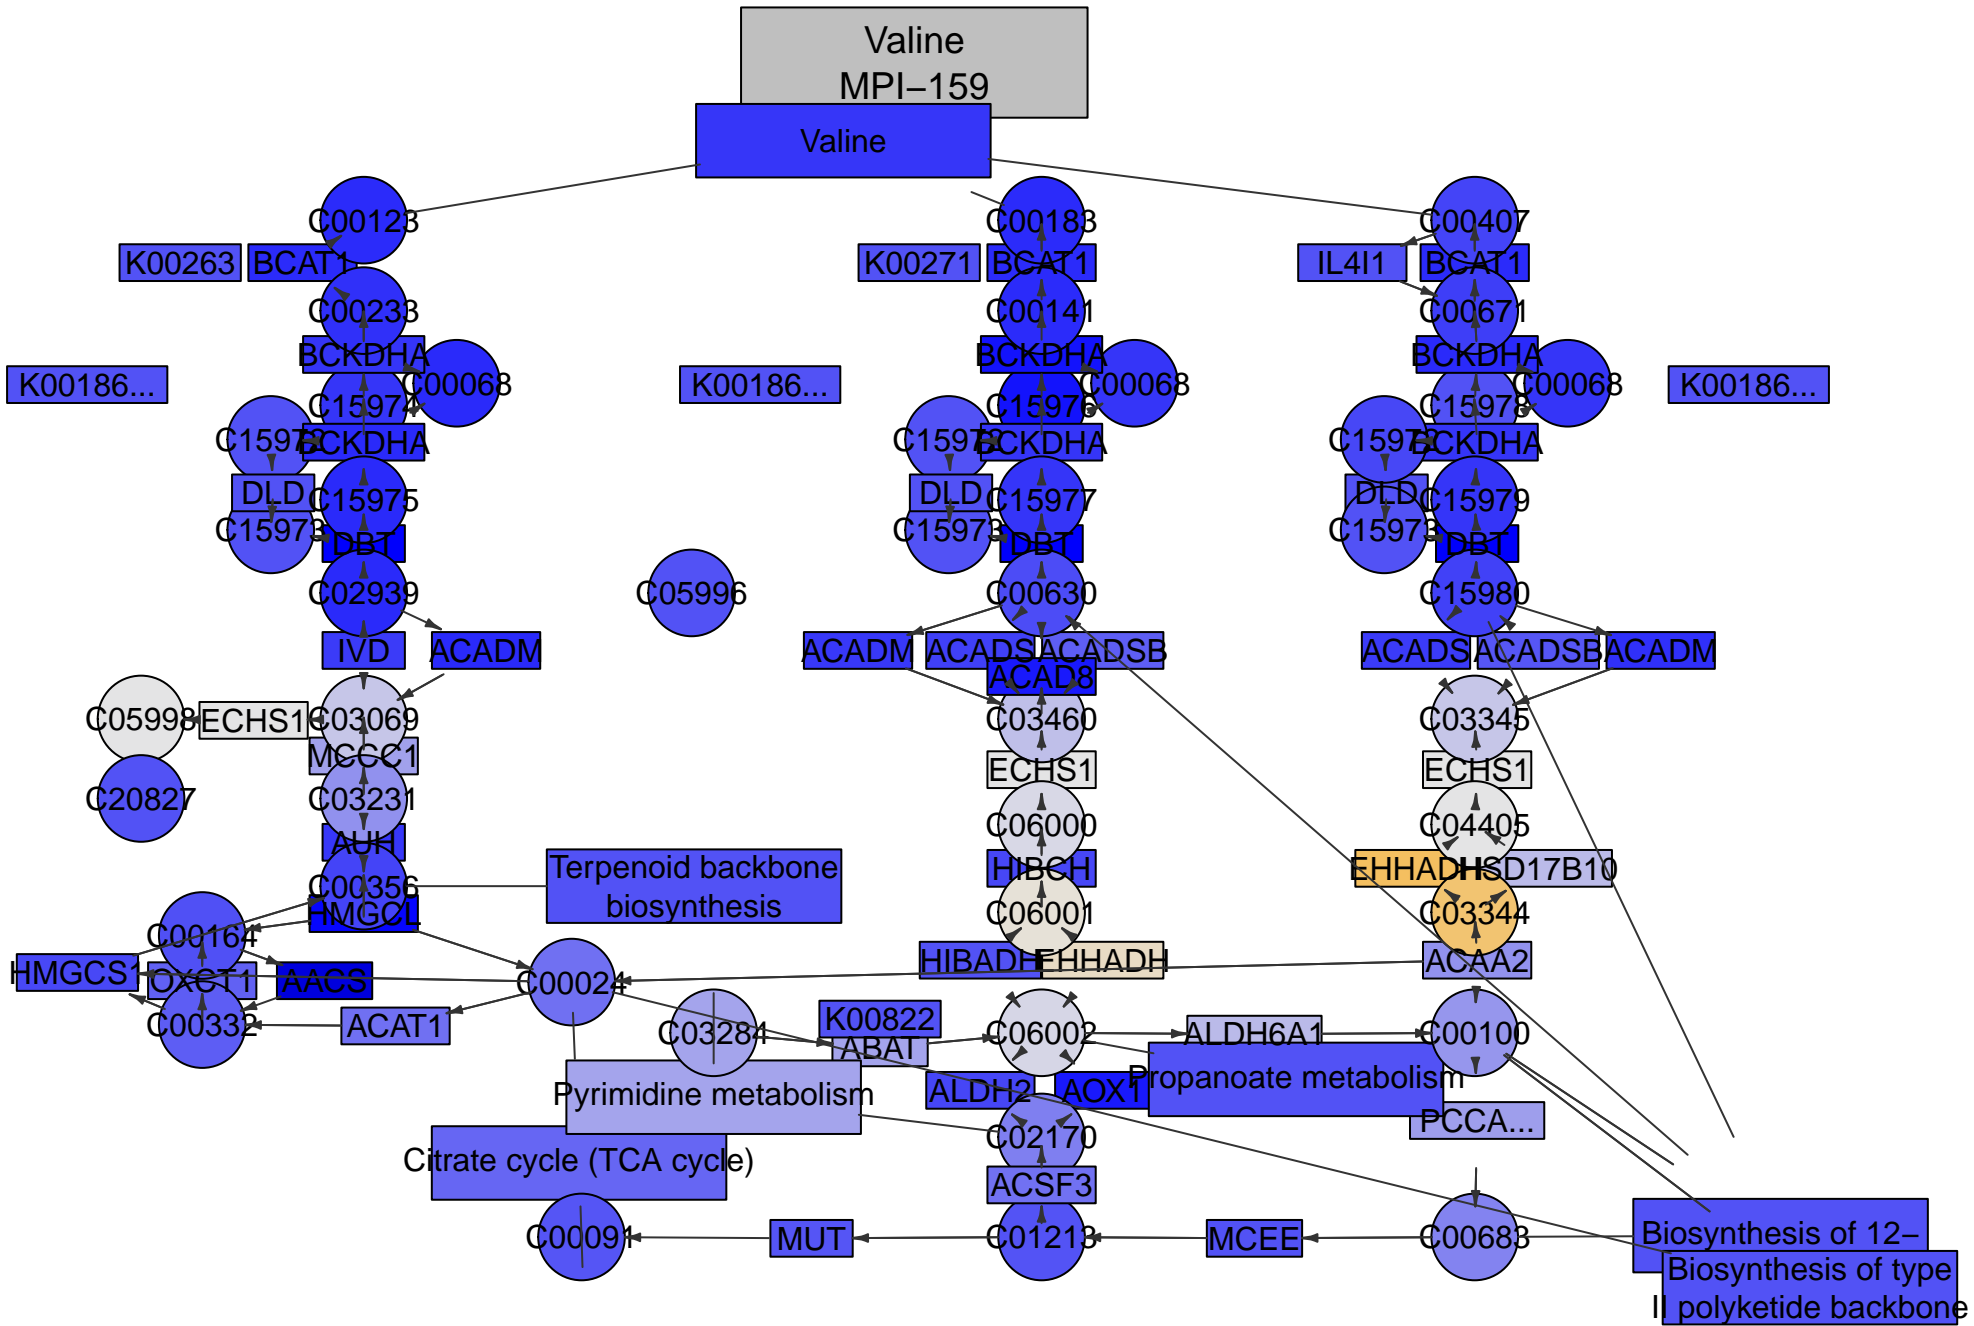 Valine
MPI−159
Valine
C00123
C00183
C00407
K00263
BCAT1
K00271
BCAT1
IL4I1
BCAT1
C00233
C00141
C00671
BCKDHA
BCKDHA
BCKDHA
K00186...
C00068
K00186...
C00068
C00068
K00186...
C15974
C15976
C15978
C15972
BCKDHA
C15972
BCKDHA
C15972
BCKDHA
DLD
C15975
DLD
C15977
DLD
C15979
C15973
DBT
C15973
DBT
C15973
DBT
C02939
C05996
C00630
C15980
IVD
ACADM
ACADM
ACADS
ACADSB
ACADS
ACADSB
ACADM
ACAD8
C05998
ECHS1
C03069
C03460
C03345
MCCC1
ECHS1
ECHS1
C20827
C03231
C06000
C04405
AUH
Terpenoid backbone
biosynthesis
HIBCH
EHHADH
HSD17B10
C00356
HMGCL
C06001
C03344
C00164
HMGCS1
OXCT1
AACS
C00024
HIBADH
EHHADH
ACAA2
C00332
ACAT1
C03284
K00822
ABAT
C06002
ALDH6A1
C00100
Pyrimidine metabolism
ALDH2
AOX1
Propanoate metabolism
PCCA...
C02170
Citrate cycle (TCA cycle)
ACSF3
C00091
MUT
C01213
MCEE
C00683
Biosynthesis of 12−
Biosynthesis of type
II polyketide backbone